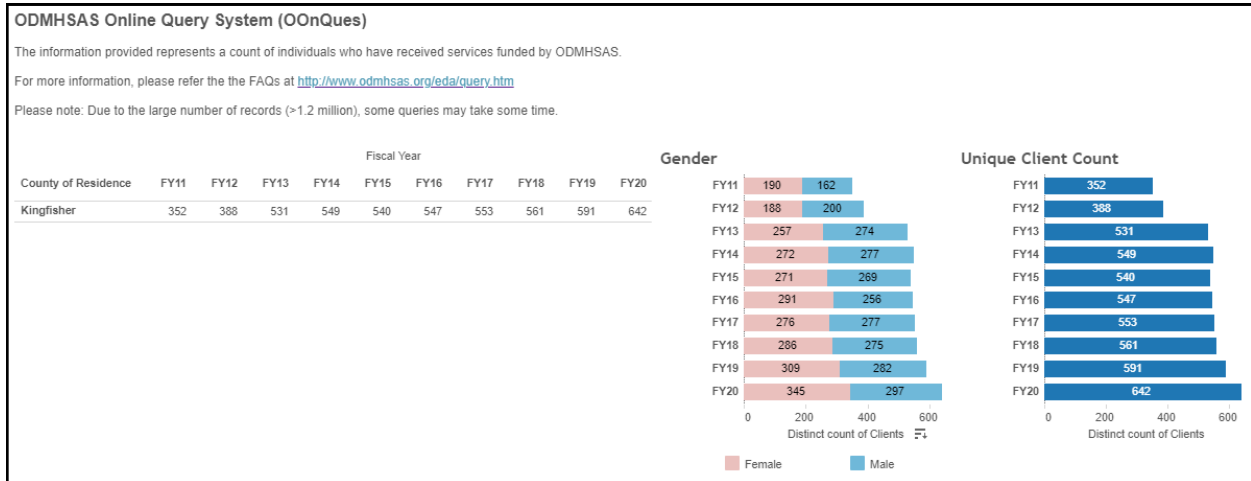 ODMHSAS Online Query System (OOnQues)
The information provided represents a count of individuals who have received services funded by ODMHSAS.
For more information, please refer the the FAQs at http://www.odmhsas.org/eda/query.htm
Please note: Due to the large number of records (>1.2 million), some queries may take some time.
Fiscal Year
County of Residence FY11 FY12 FY13 FY14 FY15 FY16 FY17 FY18 FY19 FY20
Kingfisher 352 388 531 549 540 547 553 561 591 642
Gender
FY11 190 162
FY12 188 200
FY13 257 274
FY14 272 277
FY15 271 269
FY16 291 256
FY17 276 277
FY18 286 275
FY19 309 282
FY20 345 297
0 200 400 600
Distinct count of Clients
Female Male
Unique Client Count
FY11 352
FY12 388
FY13 531
FY14 549
FY15 540
FY16 547
FY17 553
FY18 561
FY19 591
FY20 642
0 200 400 600
Distinct count of Clients